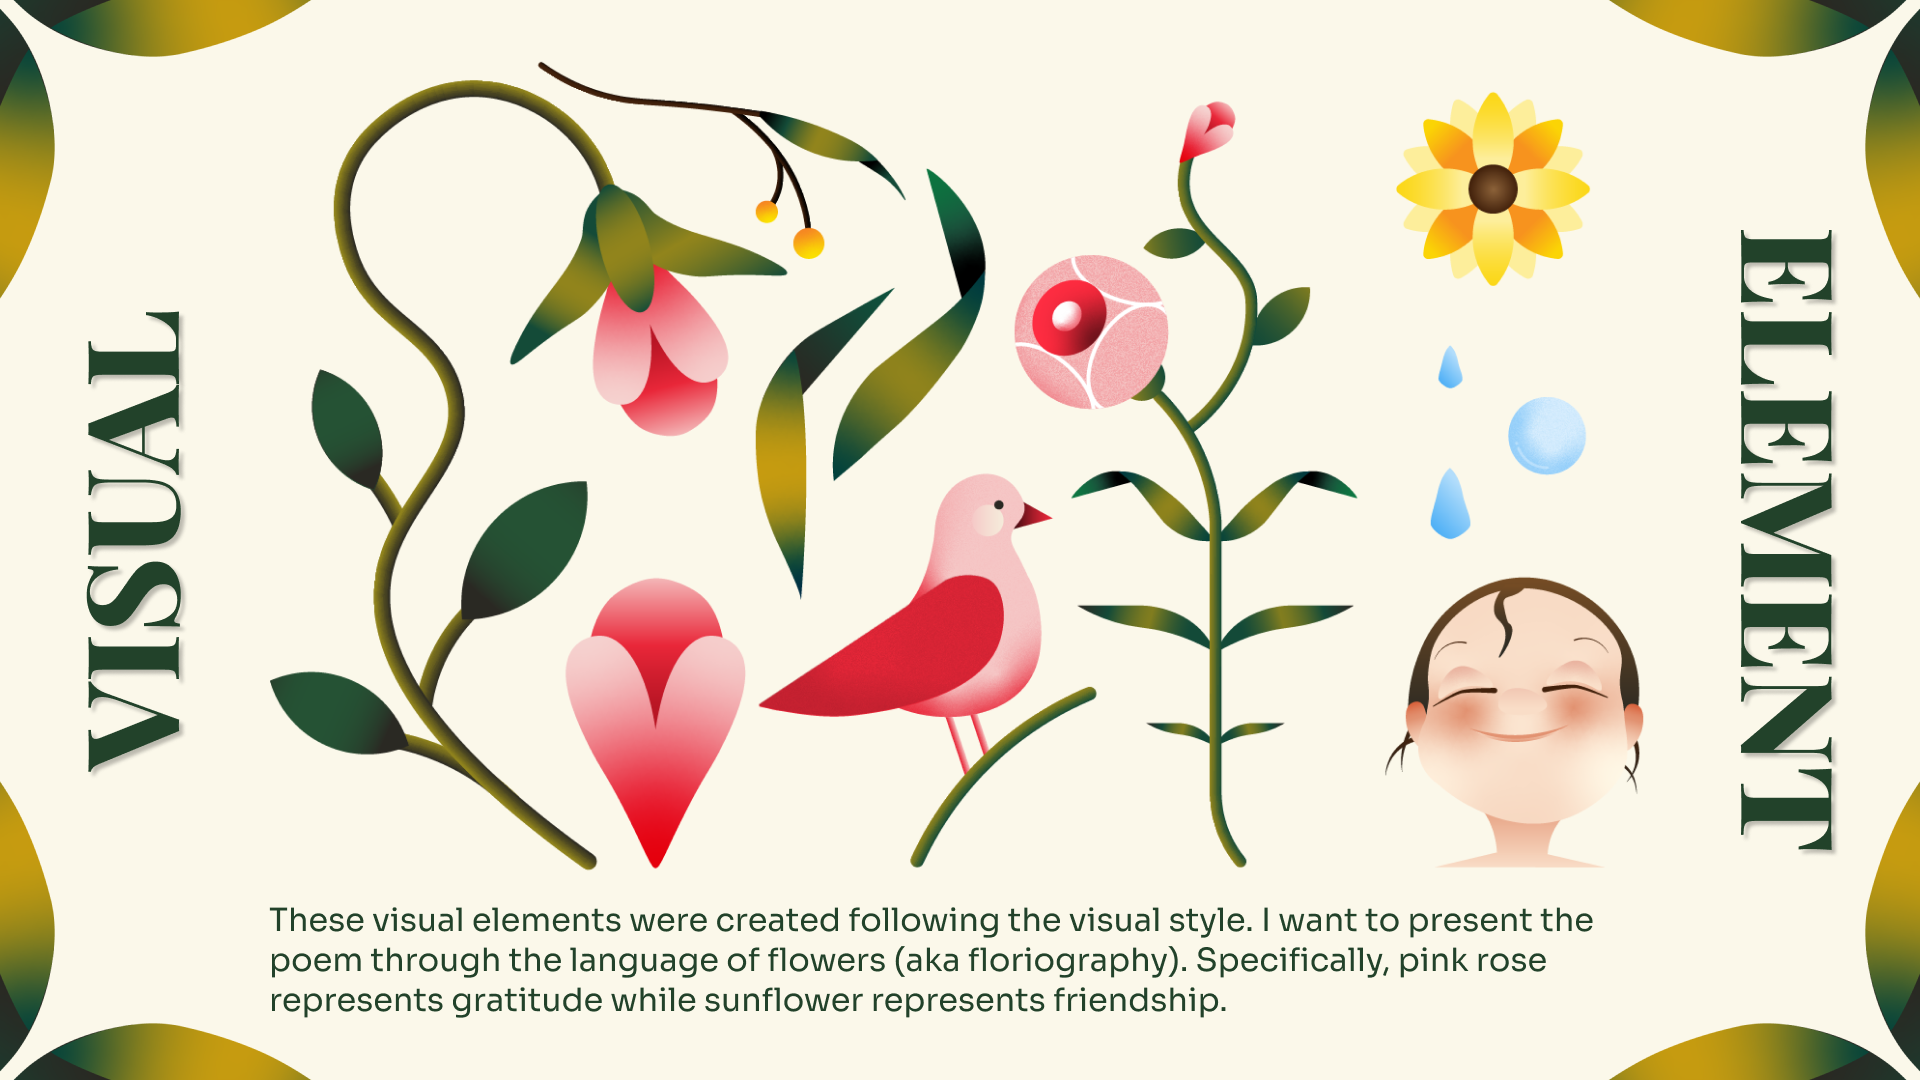 VISUAL
ELEMENT
These visual elements were created following the visual style. I want to present the
poem through the language of flowers (aka floriography). Specifically, pink rose
represents gratitude while sunflower represents friendship.